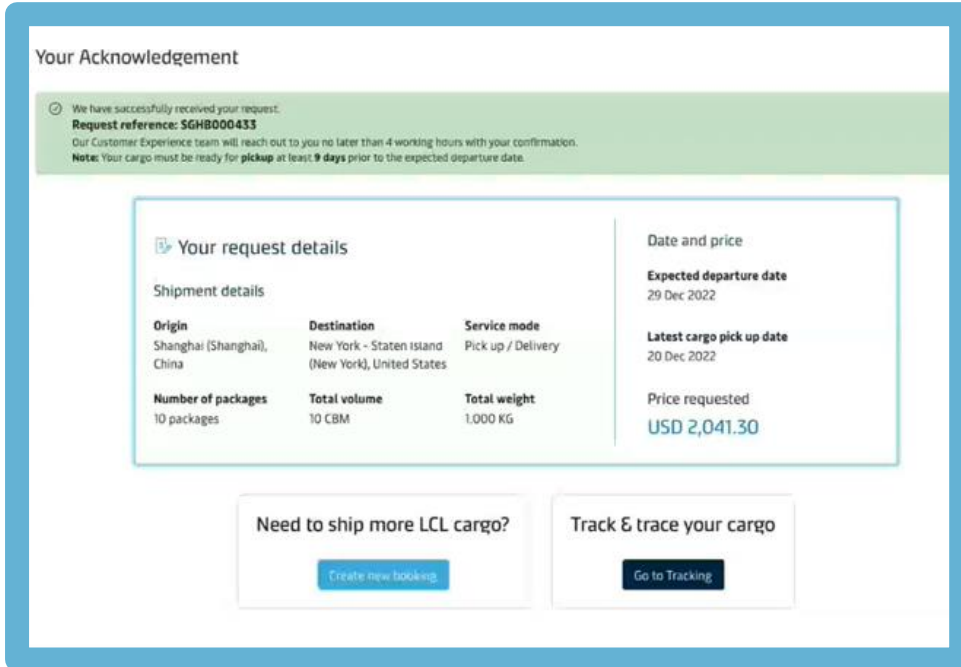 Your Acknowledgement
We have successfully received your request.
Request reference: SGHB000433
Our Customer Experience team will reach out to you no later than 4 working hours with your confirmation.
Note: Your cargo must be ready for pickup at least 9 days prior to the expected departure date.
Your request details
Shipment details
Origin
Shanghai (Shanghai),
China
Destination
New York - Staten Island
(New York), United States
Service mode
Pick up / Delivery
Number of packages
10 packages
Total volume
10 CBM
Total weight
1.000 KG
Date and price
Expected departure date
29 Dec 2022
Latest cargo pick up date
20 Dec 2022
Price requested
USD 2,041.30
Need to ship more LCL cargo?
Create new booking
Track & trace your cargo
Go to Tracking